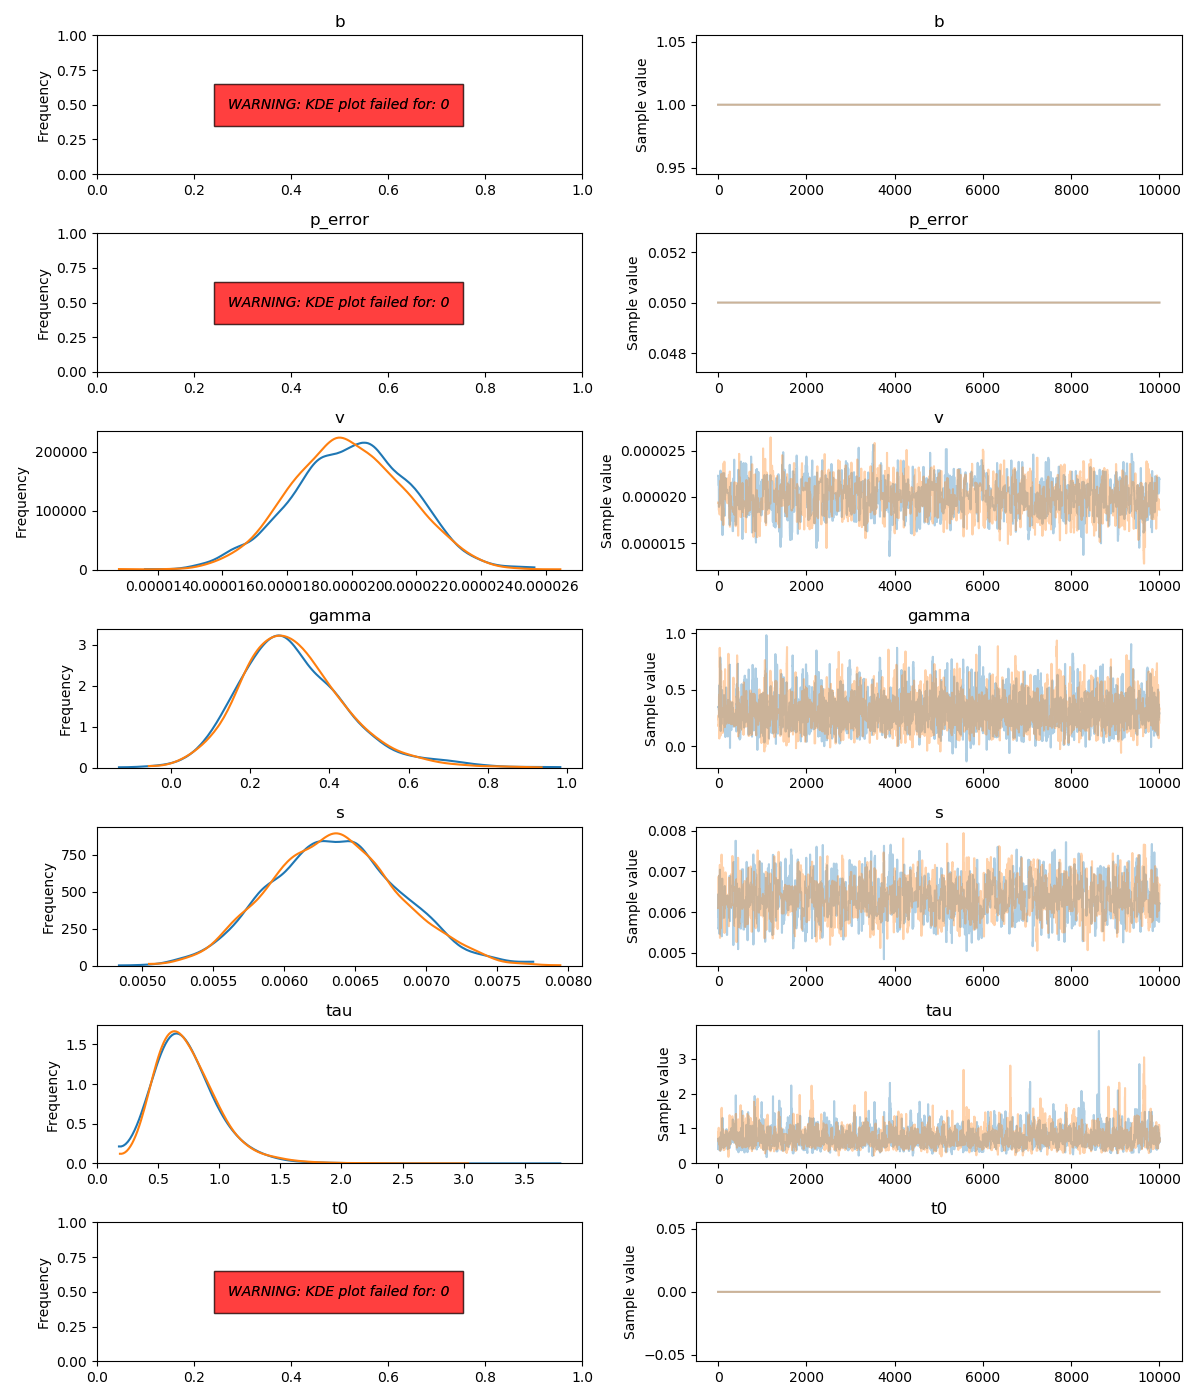 b
b
Frequency
1.00
0.75
0.50
0.25
0.00
WARNING: KDE plot failed for: 0
0.0 0.2 0.4 0.6 0.8 1.0
Sample value
1.05
1.00
0.95
0 2000 4000 6000 8000 10000
p_error
p_error
Frequency
1.00
0.75
0.50
0.25
0.00
WARNING: KDE plot failed for: 0
0.0 0.2 0.4 0.6 0.8 1.0
Sample value
0.052
0.050
0.048
0 2000 4000 6000 8000 10000
v
v
Frequency
200000
100000
0
0.000014 0.000016 0.000018 0.000020 0.000022 0.000024 0.000026
Sample value
0.000025
0.000020
0.000015
0 2000 4000 6000 8000 10000
gamma
gamma
Frequency
3
2
1
0
0.0 0.2 0.4 0.6 0.8 1.0
Sample value
1.0
0.5
0.0
0 2000 4000 6000 8000 10000
s
s
Frequency
750
500
250
0
0.0050 0.0055 0.0060 0.0065 0.0070 0.0075 0.0080
Sample value
0.008
0.007
0.006
0.005
0 2000 4000 6000 8000 10000
tau
tau
Frequency
1.5
1.0
0.5
0.0
0.0 0.5 1.0 1.5 2.0 2.5 3.0 3.5
Sample value
3
2
1
0
0 2000 4000 6000 8000 10000
t0
t0
Frequency
1.00
0.75
0.50
0.25
0.00
WARNING: KDE plot failed for: 0
0.0 0.2 0.4 0.6 0.8 1.0
Sample value
0.05
0.00
−0.05
0 2000 4000 6000 8000 10000